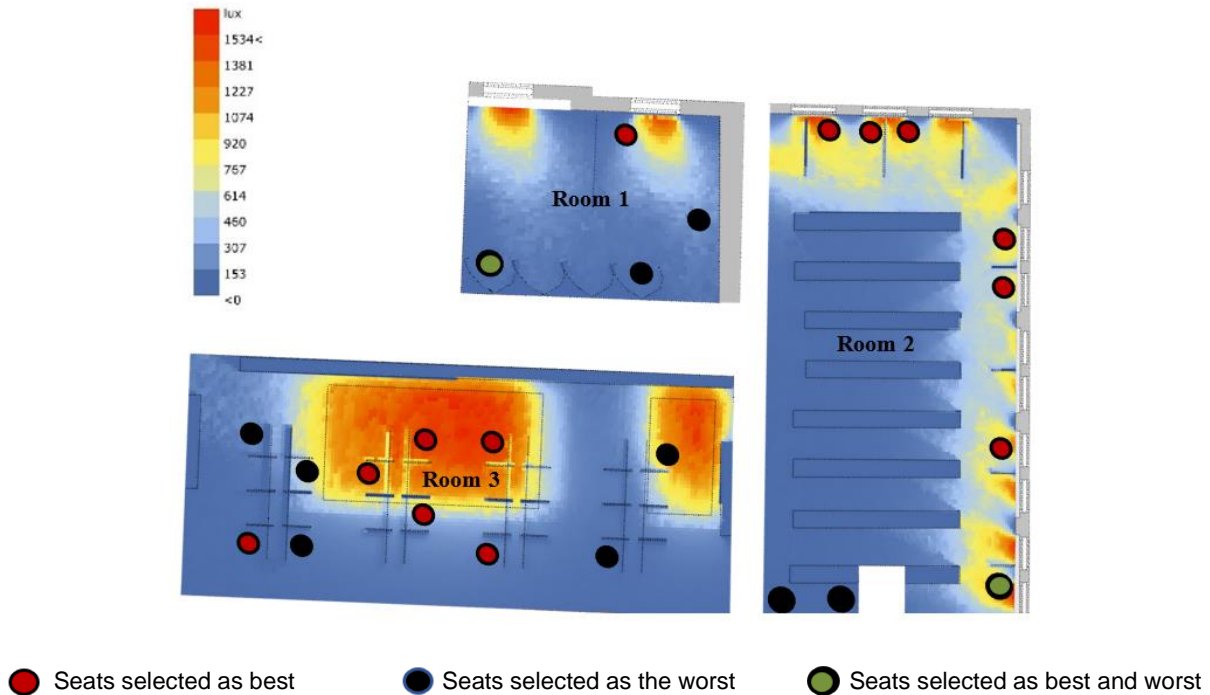 lux
1534<
1381
1227
1074
920
767
614
460
307
153
<0
Room 1
Room 2
Room 3
Seats selected as best
Seats selected as the worst
Seats selected as best and worst